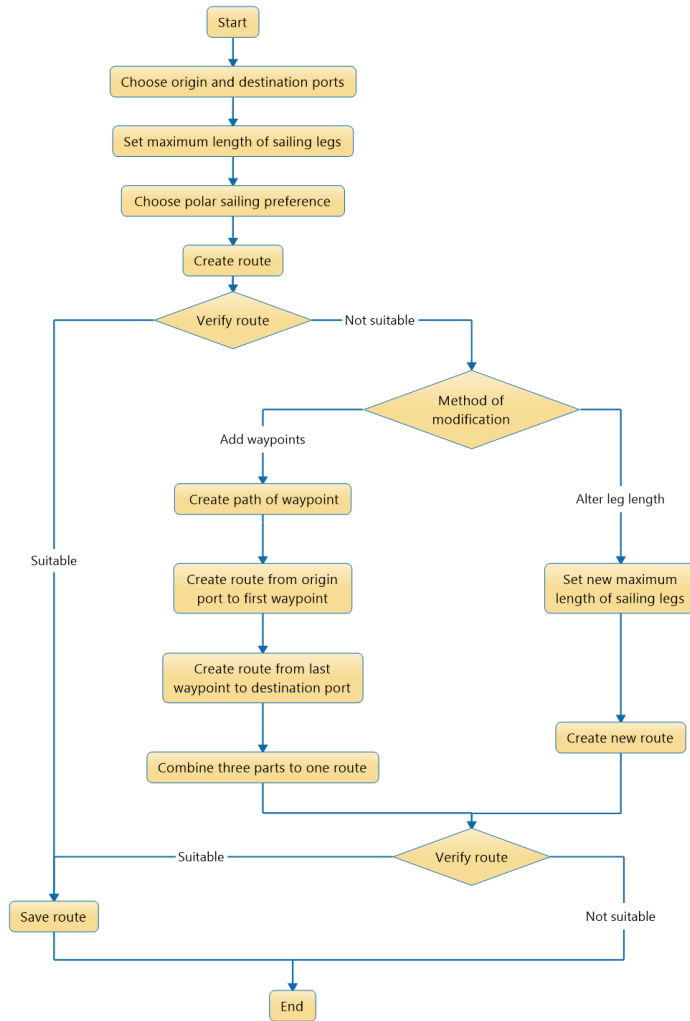 Start
Choose origin and destination ports
Set maximum length of sailing legs
Choose polar sailing preference
Create route
Verify route
Not suitable
Method of
modification
Add waypoints
Create path of waypoint
Alter leg length
Suitable
Create route from origin
port to first waypoint
Set new maximum
length of sailing legs
Create route from last
waypoint to destination port
Create new route
Combine three parts to one route
Suitable
Verify route
Save route
Not suitable
End